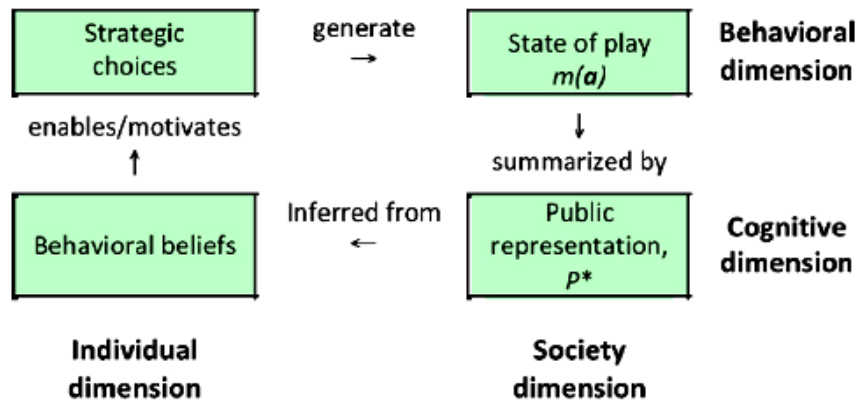 Strategic
choices
generate
→
State of play
m(a)
Behavioral
dimension
enables/motivates
↑
↓
summarized by
Behavioral beliefs
Inferred from
←
Public
representation,
P*
Cognitive
dimension
Individual
dimension
Society
dimension